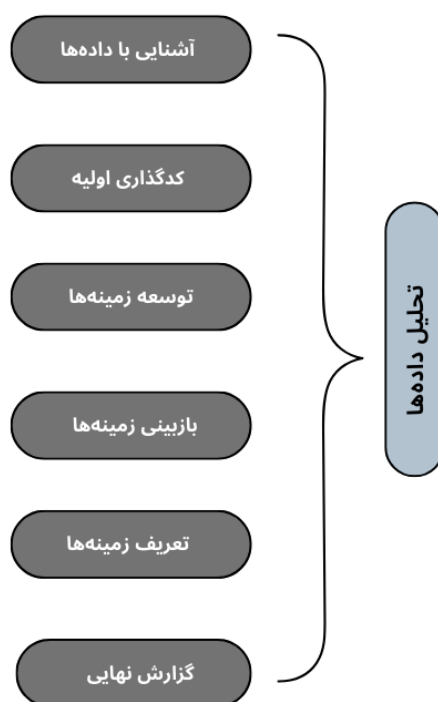 تحلیل داده‌ها
آشنایی با داده‌ها
کدگذاری اولیه
توسعه زمینه‌ها
بازبینی زمینه‌ها
تعریف زمینه‌ها
گزارش نهایی